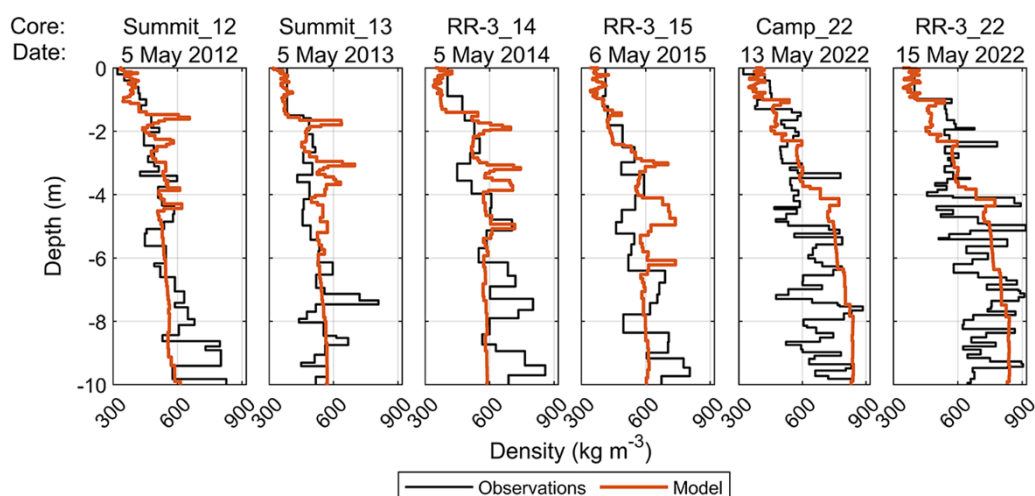 Core: Summit_12 Summit_13 RR-3_14 RR-3_15 Camp_22 RR-3_22
Date: 5 May 2012 5 May 2013 5 May 2014 6 May 2015 13 May 2022 15 May 2022
0
-2
-4
-6
-8
-10
Depth (m)
300 600 900 300 600 900 300 600 900 300 600 900 300 600 900 300 600 900
Density (kg m⁻³)
Observations Model